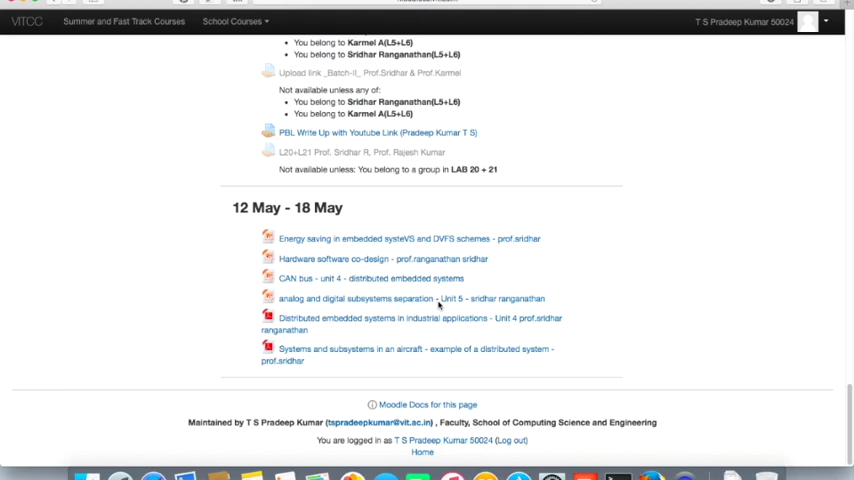 VITCC Summer and Fast Track Courses School Courses T S Pradeep Kumar 50024
You belong to Karmel A(L5+L6)
You belong to Sridhar Ranganathan(L5+L6)
Upload link _Batch-II_ Prof.Sridhar & Prof.Karmel
Not available unless any of:
You belong to Sridhar Ranganathan(L5+L6)
You belong to Karmel A(L5+L6)
PBL Write Up with Youtube Link (Pradeep Kumar T S)
L20+L21 Prof. Sridhar R, Prof. Rajesh Kumar
Not available unless: You belong to a group in LAB 20 + 21
12 May - 18 May
Energy saving in embedded systeVS and DVFS schemes - prof.sridhar
Hardware software co-design - prof.ranganathan sridhar
CAN bus - unit 4 - distributed embedded systems
analog and digital subsystems separation - Unit 5 - sridhar ranganathan
Distributed embedded systems in industrial applications - Unit 4 prof.sridhar
ranganathan
Systems and subsystems in an aircraft - example of a distributed system -
prof.sridhar
Moodle Docs for this page
Maintained by T S Pradeep Kumar (tspradeepkumar@vit.ac.in) , Faculty, School of Computing Science and Engineering
You are logged in as T S Pradeep Kumar 50024 (Log out)
Home